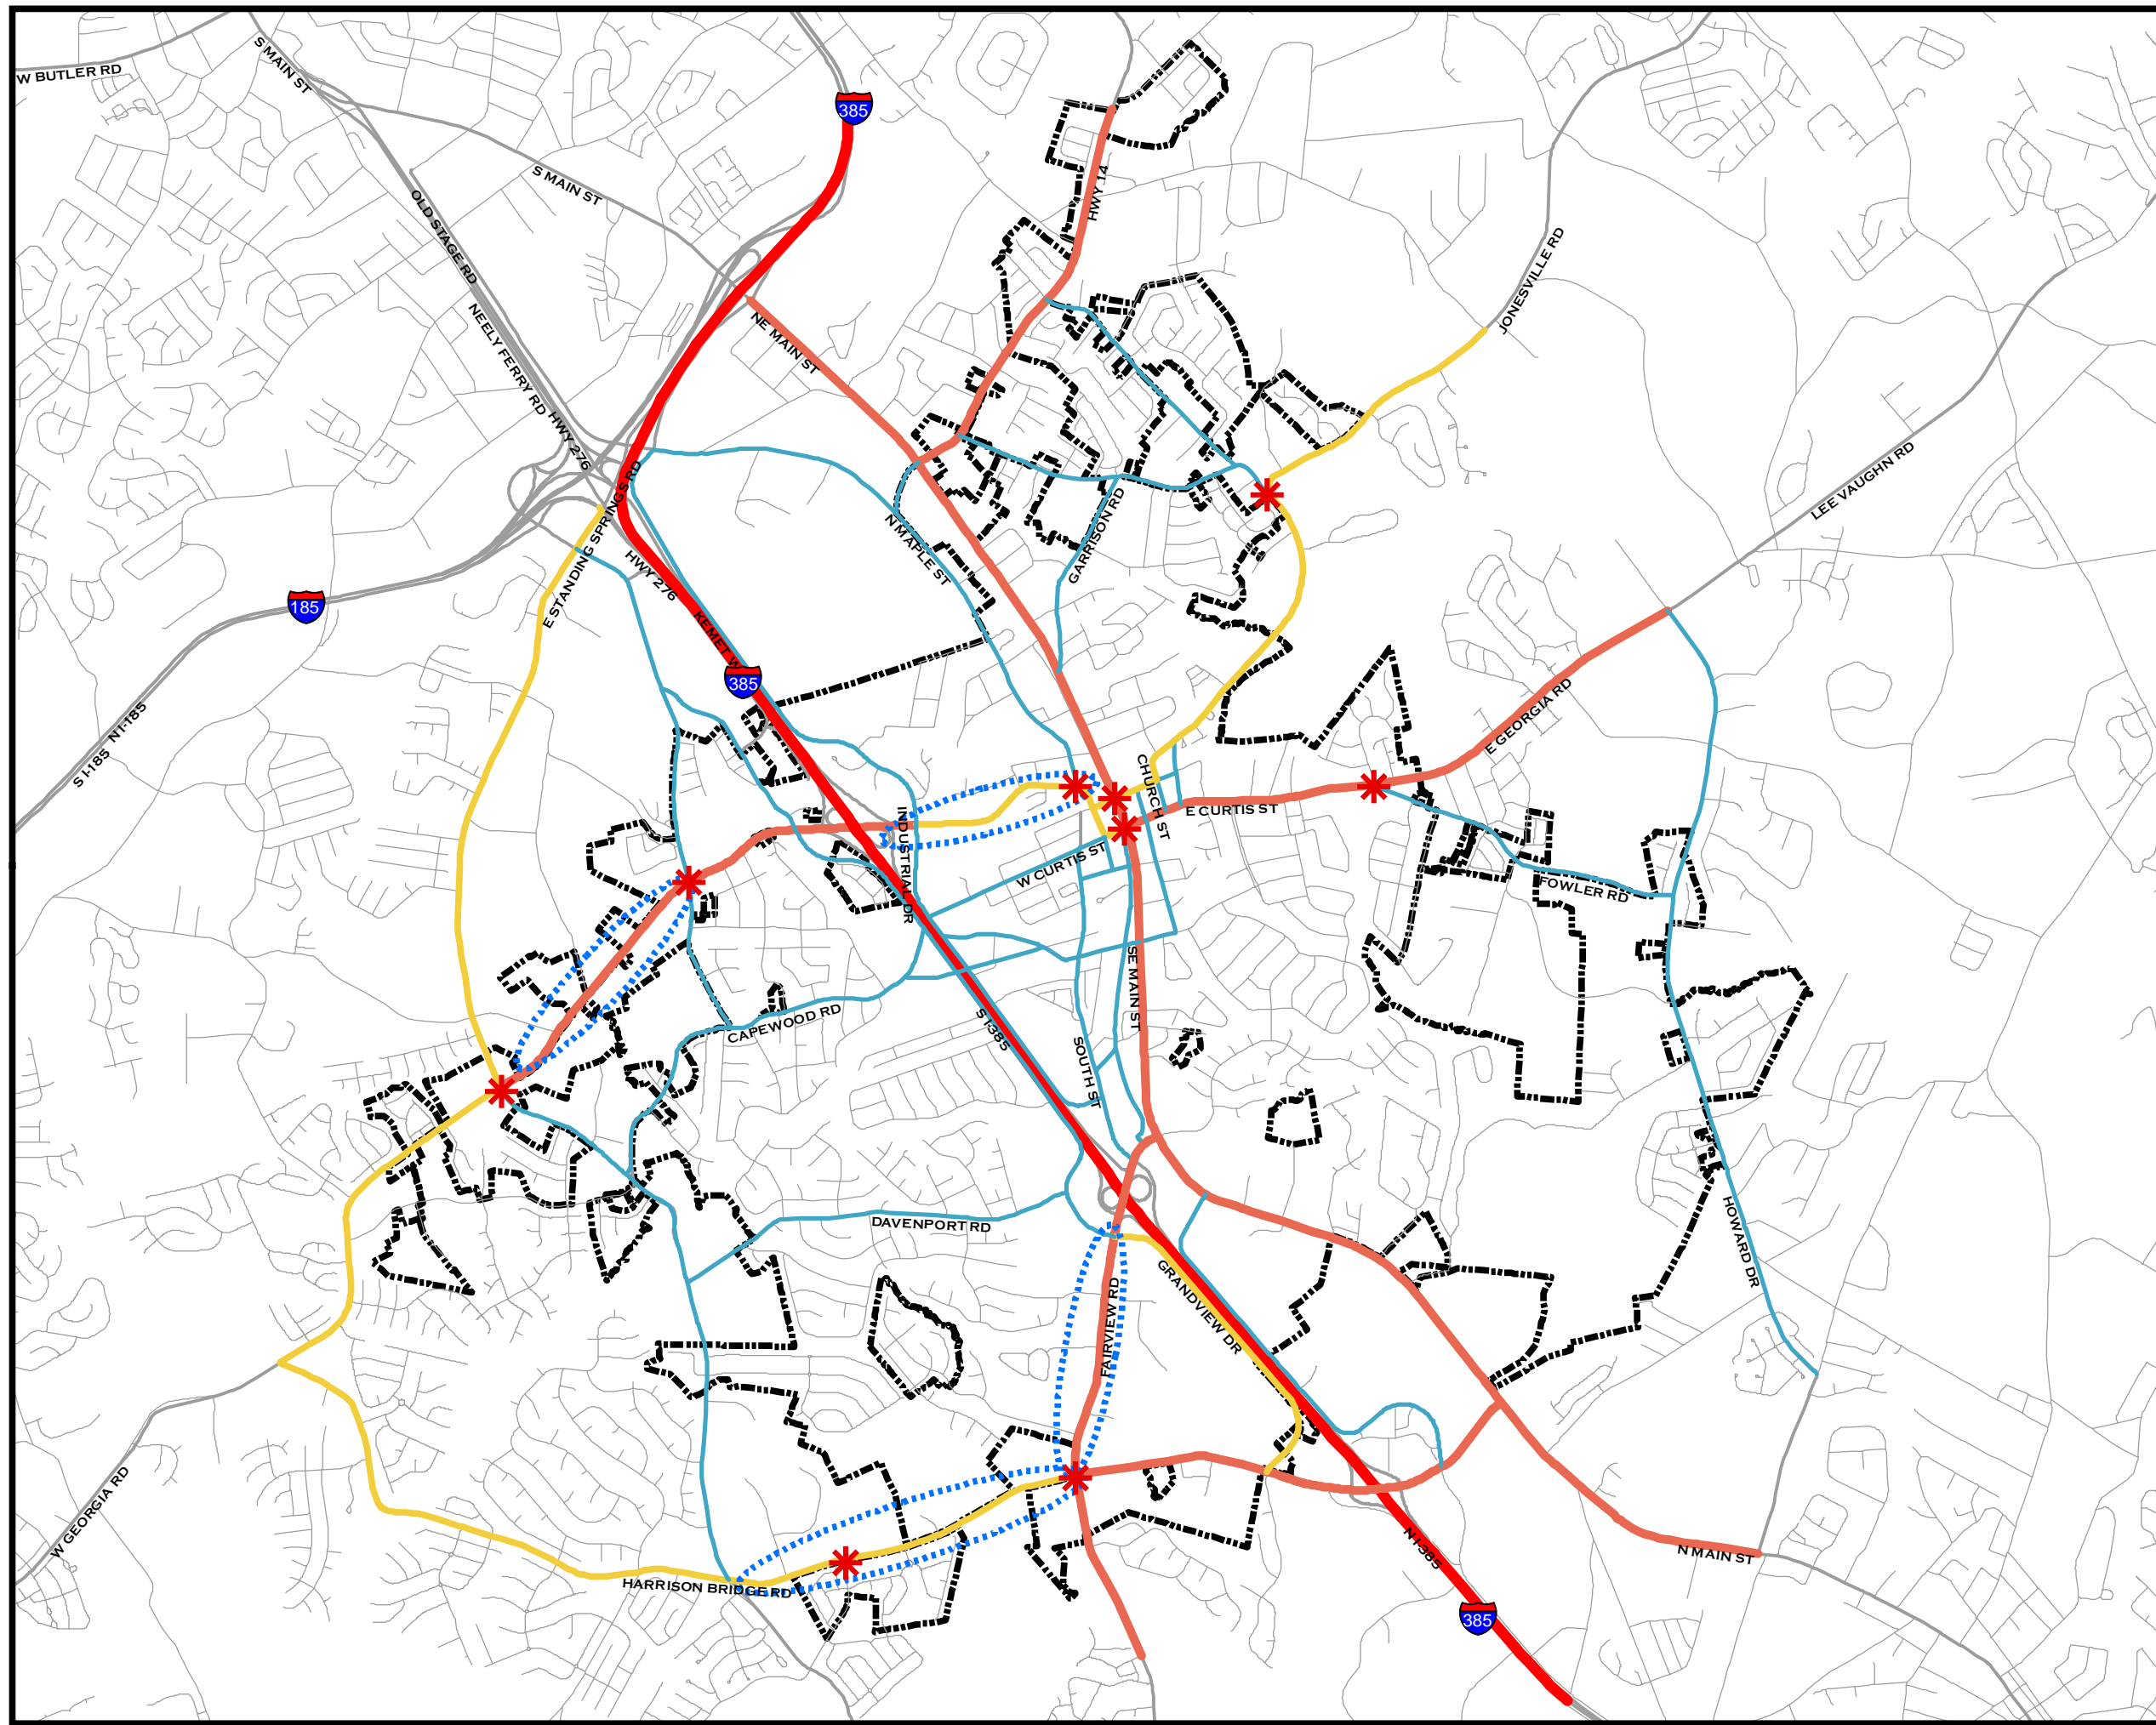 W BUTLER RD
S MAIN ST
385
S MAIN ST
HWY 14
OLD STAGE RD
JONESVILLE RD
NEELY FERRY RD
NE MAIN ST
HWY 276
LEE VAUGHN RD
E STANDING SPRINGS RD
N MAPLE ST
GARRISON RD
HWY 276
185
KEMET W
385
N I-185
S I-185
E GEORGIA RD
CHURCH ST
E CURTIS ST
INDUSTRIAL DR
W CURTIS ST
FOWLER RD
SE MAIN ST
CAPEWOOD RD
S I-385
SOUTH ST
DAVENPORT RD
HOWARD DR
GRANDVIEW DR
FAIRVIEW RD
W GEORGIA RD
N I-385
N MAIN ST
HARRISON BRIDGE RD
385